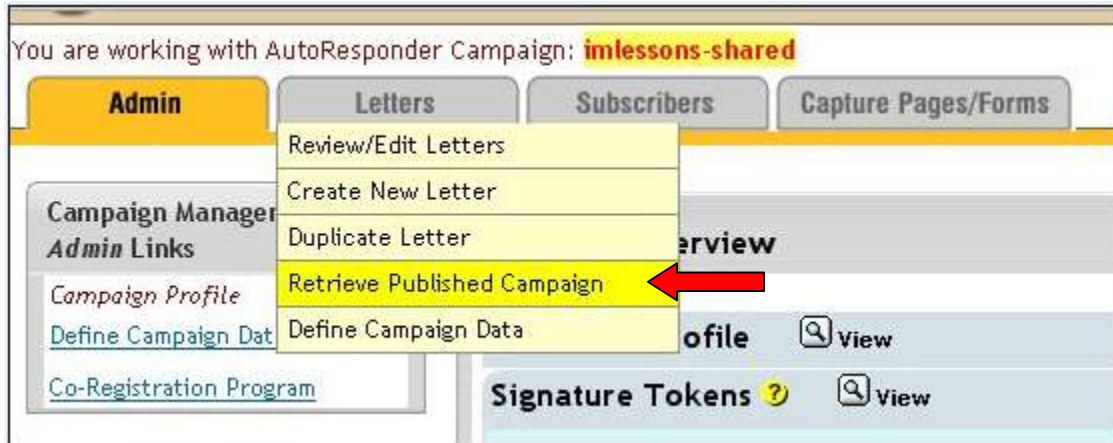 You are working with AutoResponder Campaign: imlessons-shared
Admin Letters Subscribers Capture Pages/Forms
Review/Edit Letters
Create New Letter
Duplicate Letter
Retrieve Published Campaign
Define Campaign Data
Campaign Manager
Admin Links
Campaign Profile
Define Campaign Dat
Co-Registration Program
erview
ofile View
Signature Tokens ? View